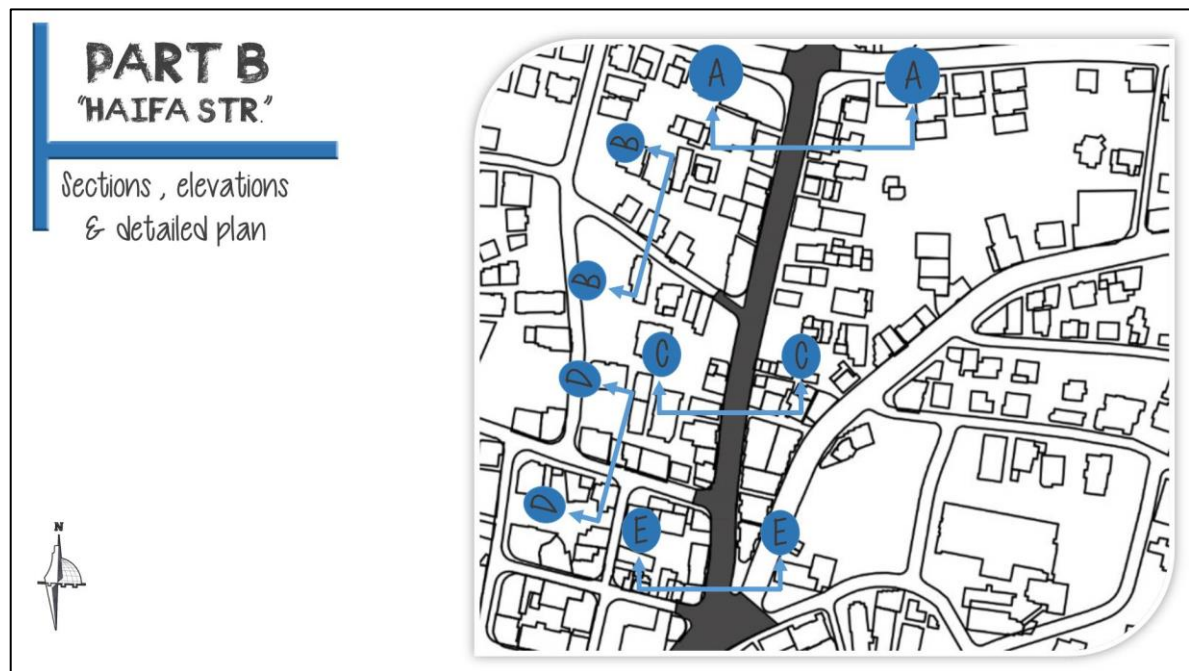 PART B
"HAIFA STR."
Sections , elevations
& detailed plan
A A
B
B
C C
D
D
E E
N